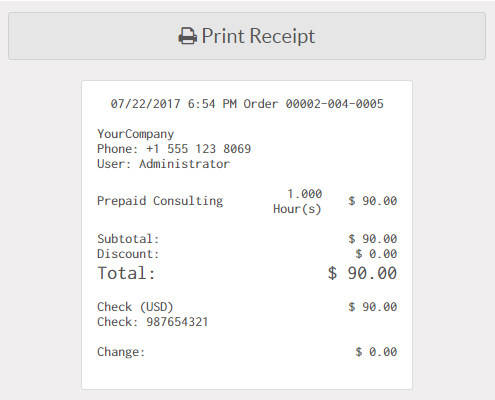 Print Receipt
07/22/2017 6:54 PM Order 00002-004-0005
YourCompany
Phone: +1 555 123 8069
User: Administrator
Prepaid Consulting 1.000 Hour(s) $ 90.00
Subtotal: $ 90.00
Discount: $ 0.00
Total: $ 90.00
Check (USD) $ 90.00
Check: 987654321
Change: $ 0.00